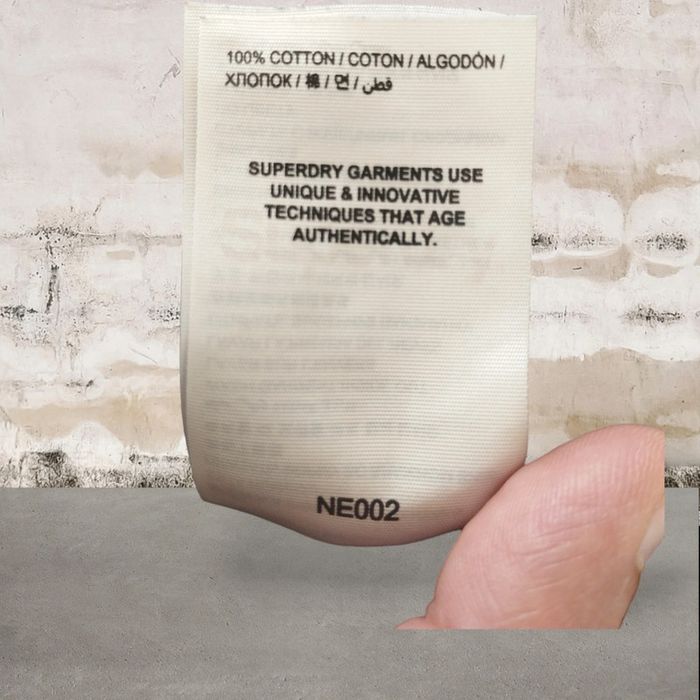 100% COTTON / COTON / ALGODÓN /
ХЛОПОК / 棉 / 면 / قطن
SUPERDRY GARMENTS USE
UNIQUE & INNOVATIVE
TECHNIQUES THAT AGE
AUTHENTICALLY.
NE002